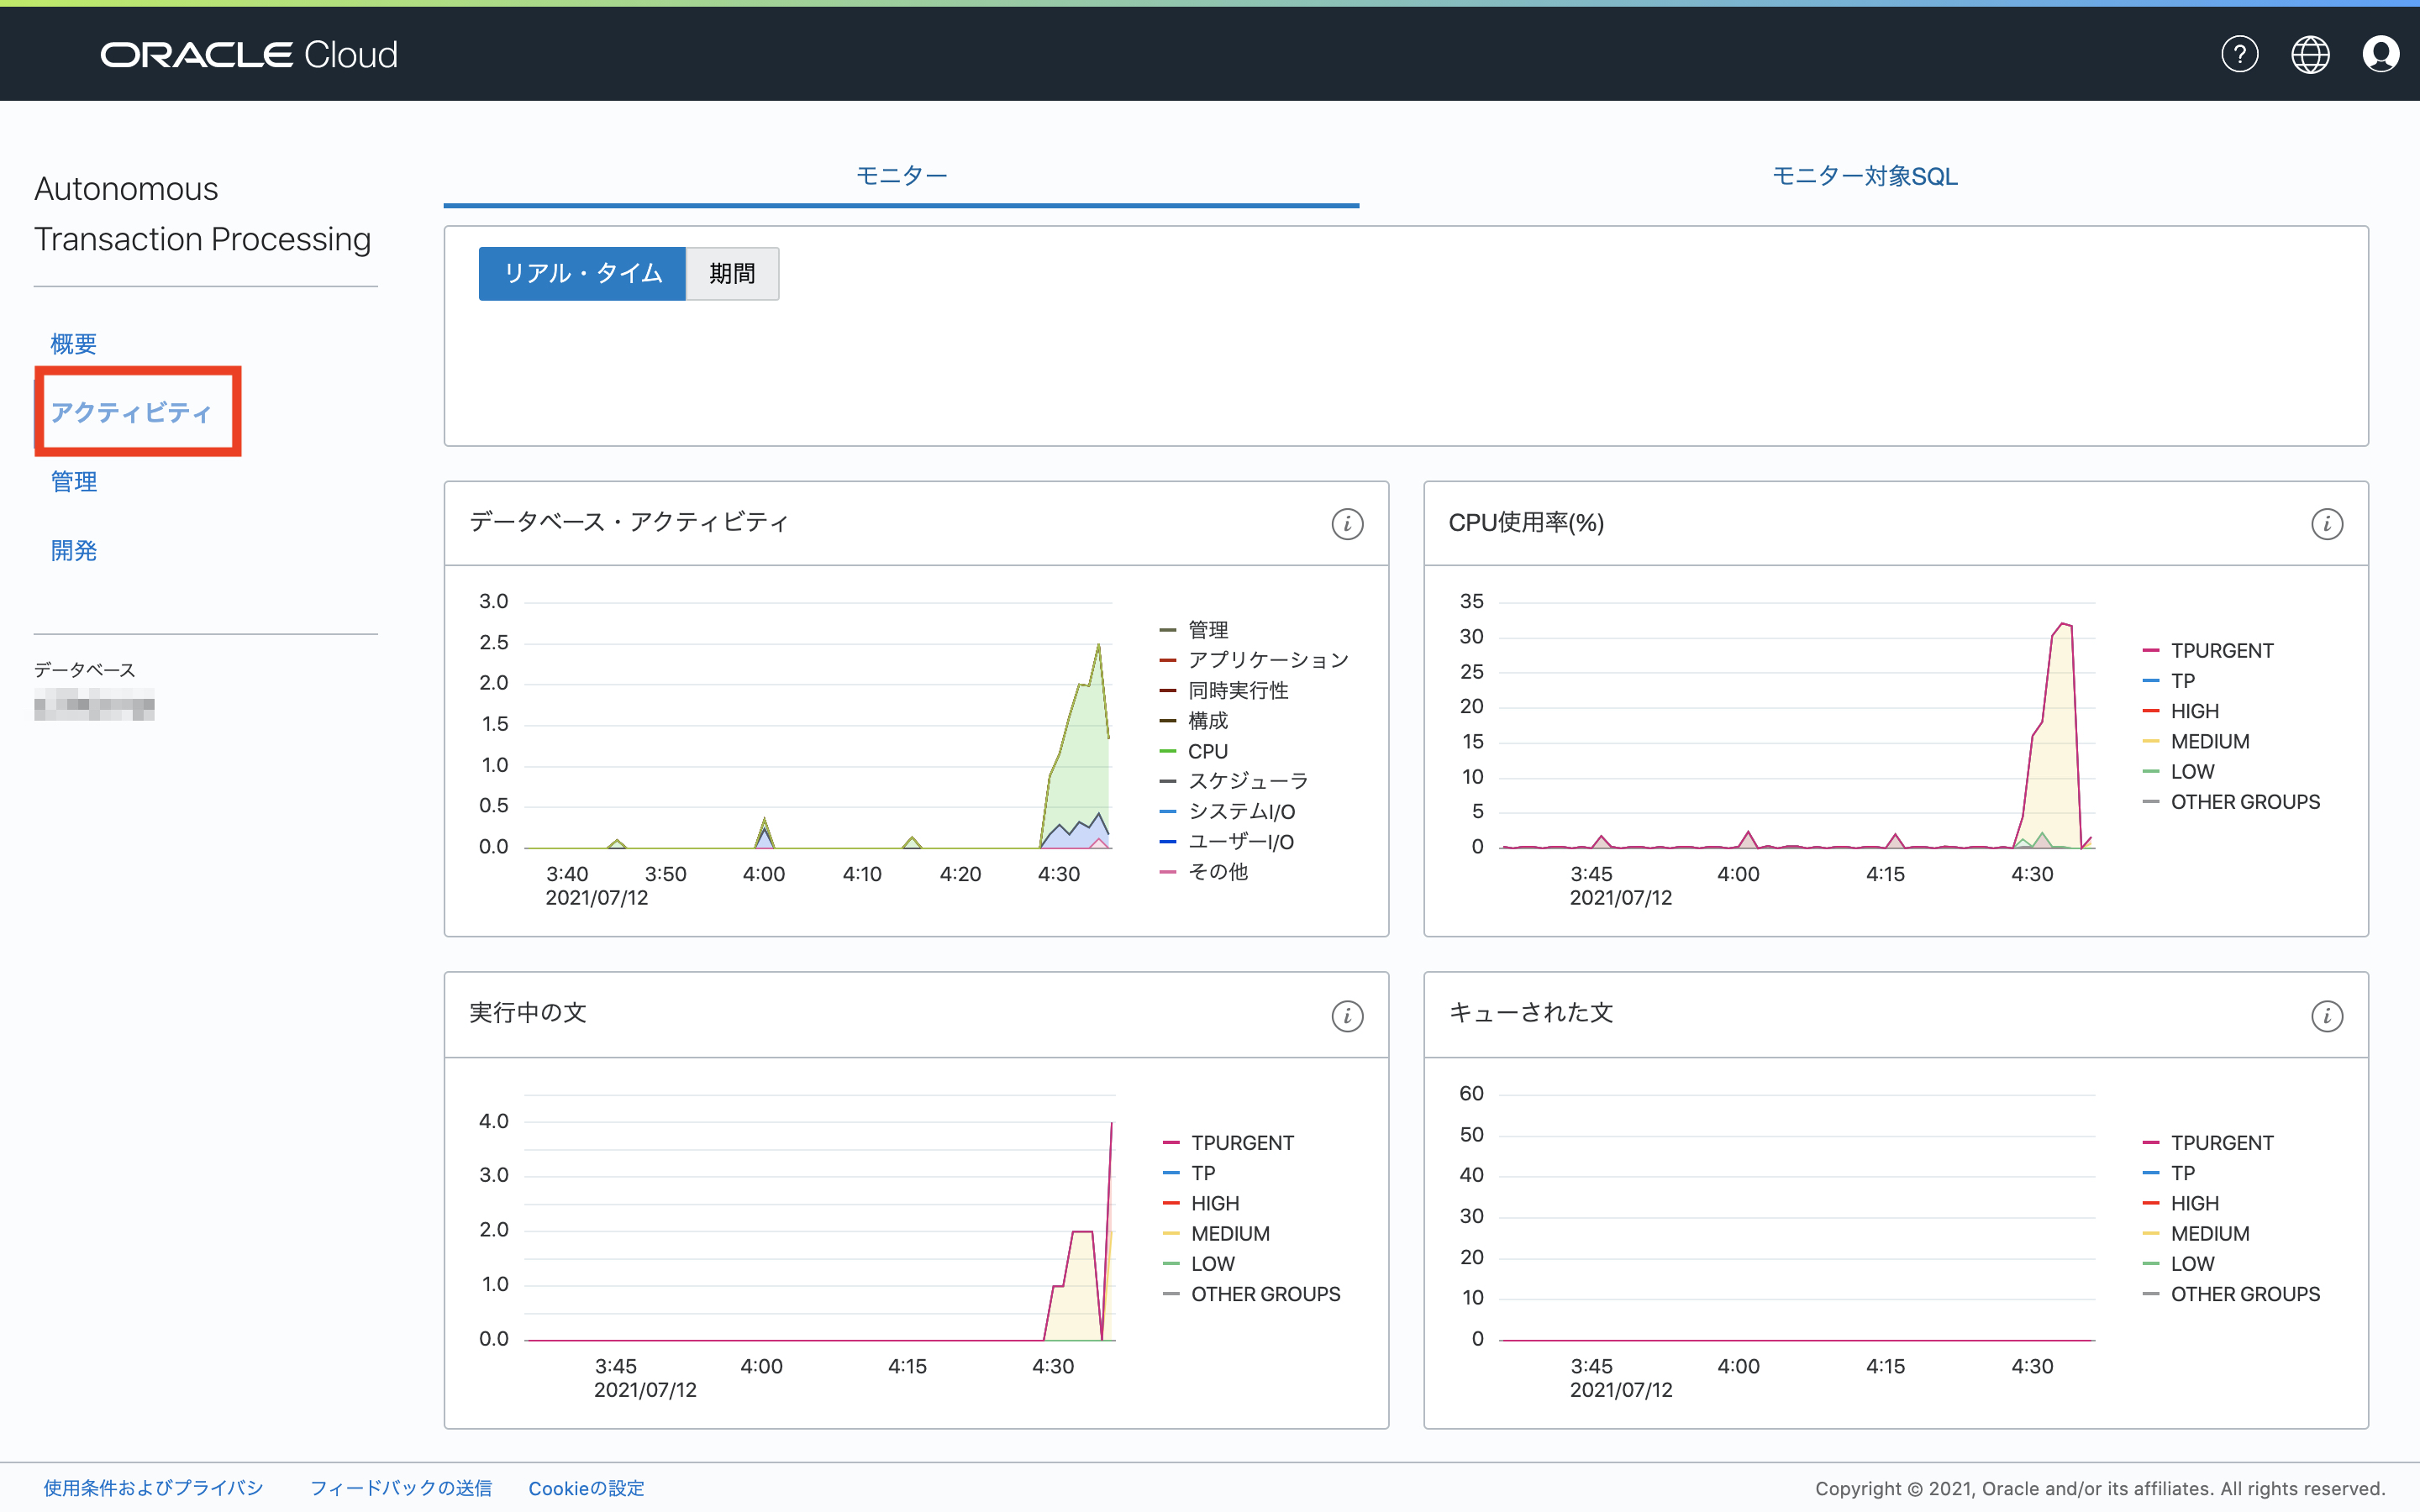 ORACLE Cloud
?
Autonomous
Transaction Processing
概要
アクティビティ
管理
開発
データベース
モニター
モニター対象SQL
リアル・タイム
期間
データベース・アクティビティ
i
3.0
2.5
2.0
1.5
1.0
0.5
0.0
3:40
3:50
4:00
4:10
4:20
4:30
2021/07/12
管理
アプリケーション
同時実行性
構成
CPU
スケジューラ
システムI/O
ユーザーI/O
その他
CPU使用率(%)
i
35
30
25
20
15
10
5
0
3:45
4:00
4:15
4:30
2021/07/12
TPURGENT
TP
HIGH
MEDIUM
LOW
OTHER GROUPS
実行中の文
i
4.0
3.0
2.0
1.0
0.0
3:45
4:00
4:15
4:30
2021/07/12
TPURGENT
TP
HIGH
MEDIUM
LOW
OTHER GROUPS
キューされた文
i
60
50
40
30
20
10
0
3:45
4:00
4:15
4:30
2021/07/12
TPURGENT
TP
HIGH
MEDIUM
LOW
OTHER GROUPS
使用条件およびプライバシ
フィードバックの送信
Cookieの設定
Copyright © 2021, Oracle and/or its affiliates. All rights reserved.